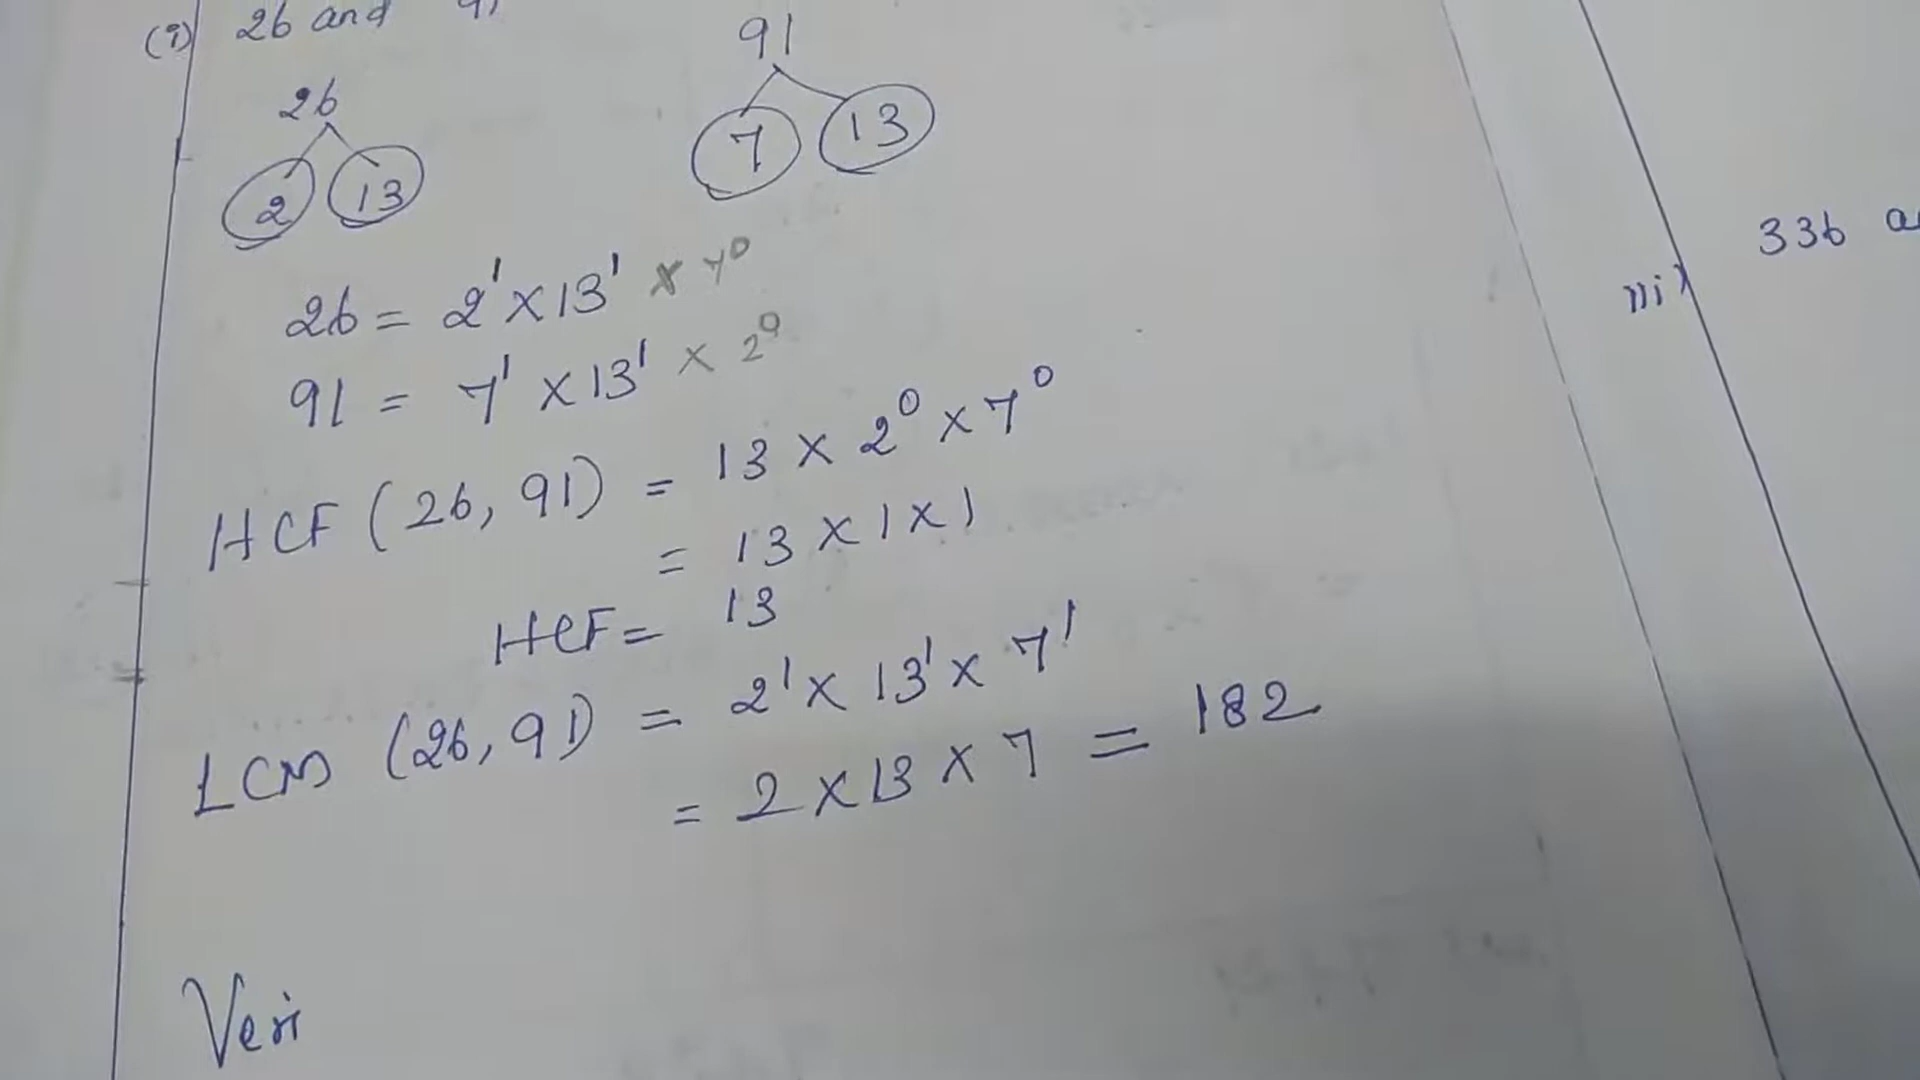 (i) 26 and 91
26
2 13
91
7 13
26 = 2¹ × 13¹ × 7⁰
91 = 7¹ × 13¹ × 2⁰
HCF (26, 91) = 13 × 2⁰ × 7⁰
= 13 × 1 × 1
HCF = 13
LCM (26, 91) = 2¹ × 13¹ × 7¹
= 2 × 13 × 7 = 182
Veri
iii) 336 a